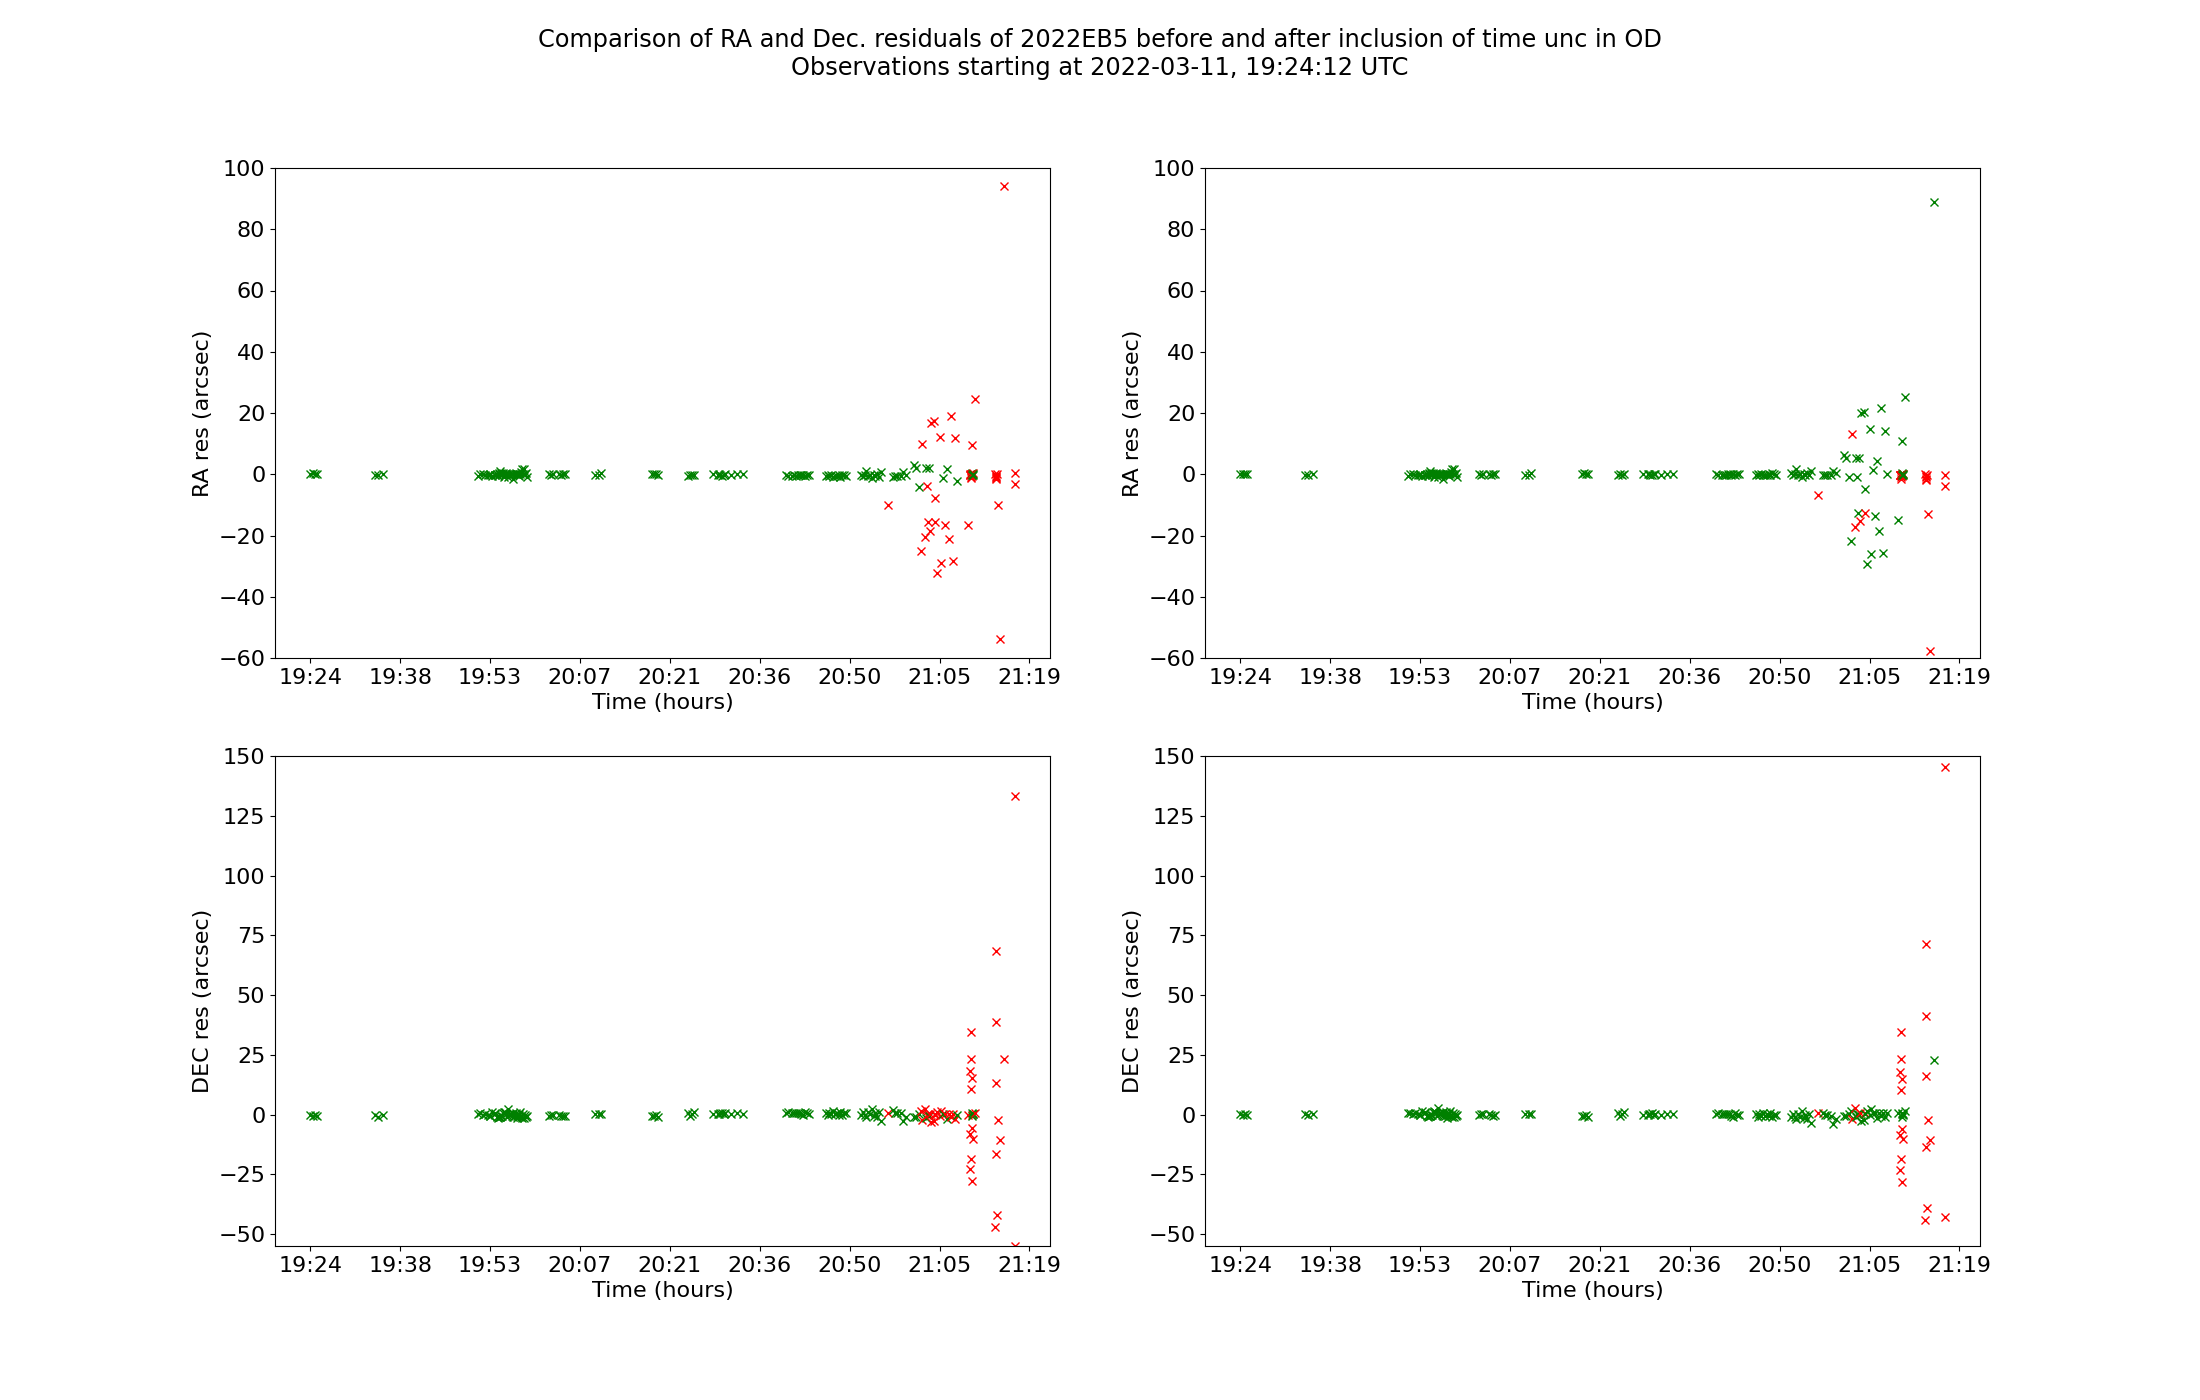 Comparison of RA and Dec. residuals of 2022EB5 before and after inclusion of time unc in OD
Observations starting at 2022-03-11, 19:24:12 UTC
RA res (arcsec)
100
80
60
40
20
0
−20
−40
−60
19:24 19:38 19:53 20:07 20:21 20:36 20:50 21:05 21:19
Time (hours)
RA res (arcsec)
100
80
60
40
20
0
−20
−40
−60
19:24 19:38 19:53 20:07 20:21 20:36 20:50 21:05 21:19
Time (hours)
DEC res (arcsec)
150
125
100
75
50
25
0
−25
−50
19:24 19:38 19:53 20:07 20:21 20:36 20:50 21:05 21:19
Time (hours)
DEC res (arcsec)
150
125
100
75
50
25
0
−25
−50
19:24 19:38 19:53 20:07 20:21 20:36 20:50 21:05 21:19
Time (hours)